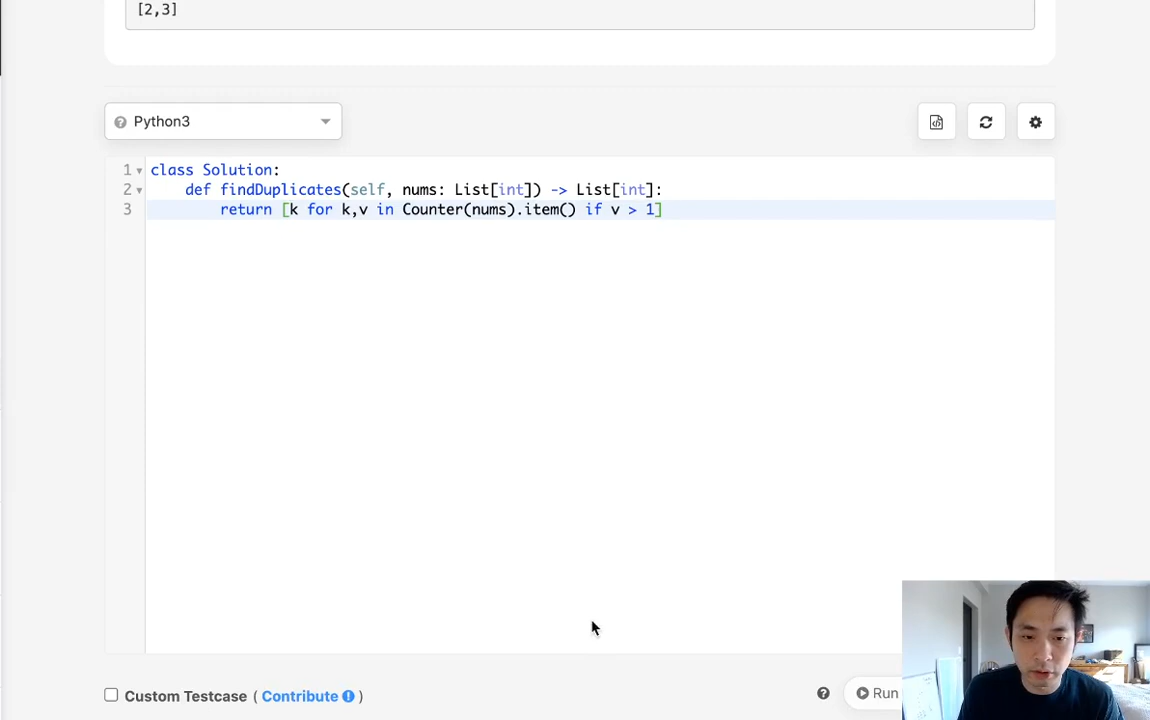 [2,3]
Python3
1 class Solution:
2 def findDuplicates(self, nums: List[int]) -> List[int]:
3 return [k for k,v in Counter(nums).item() if v > 1]
Custom Testcase ( Contribute )
Run